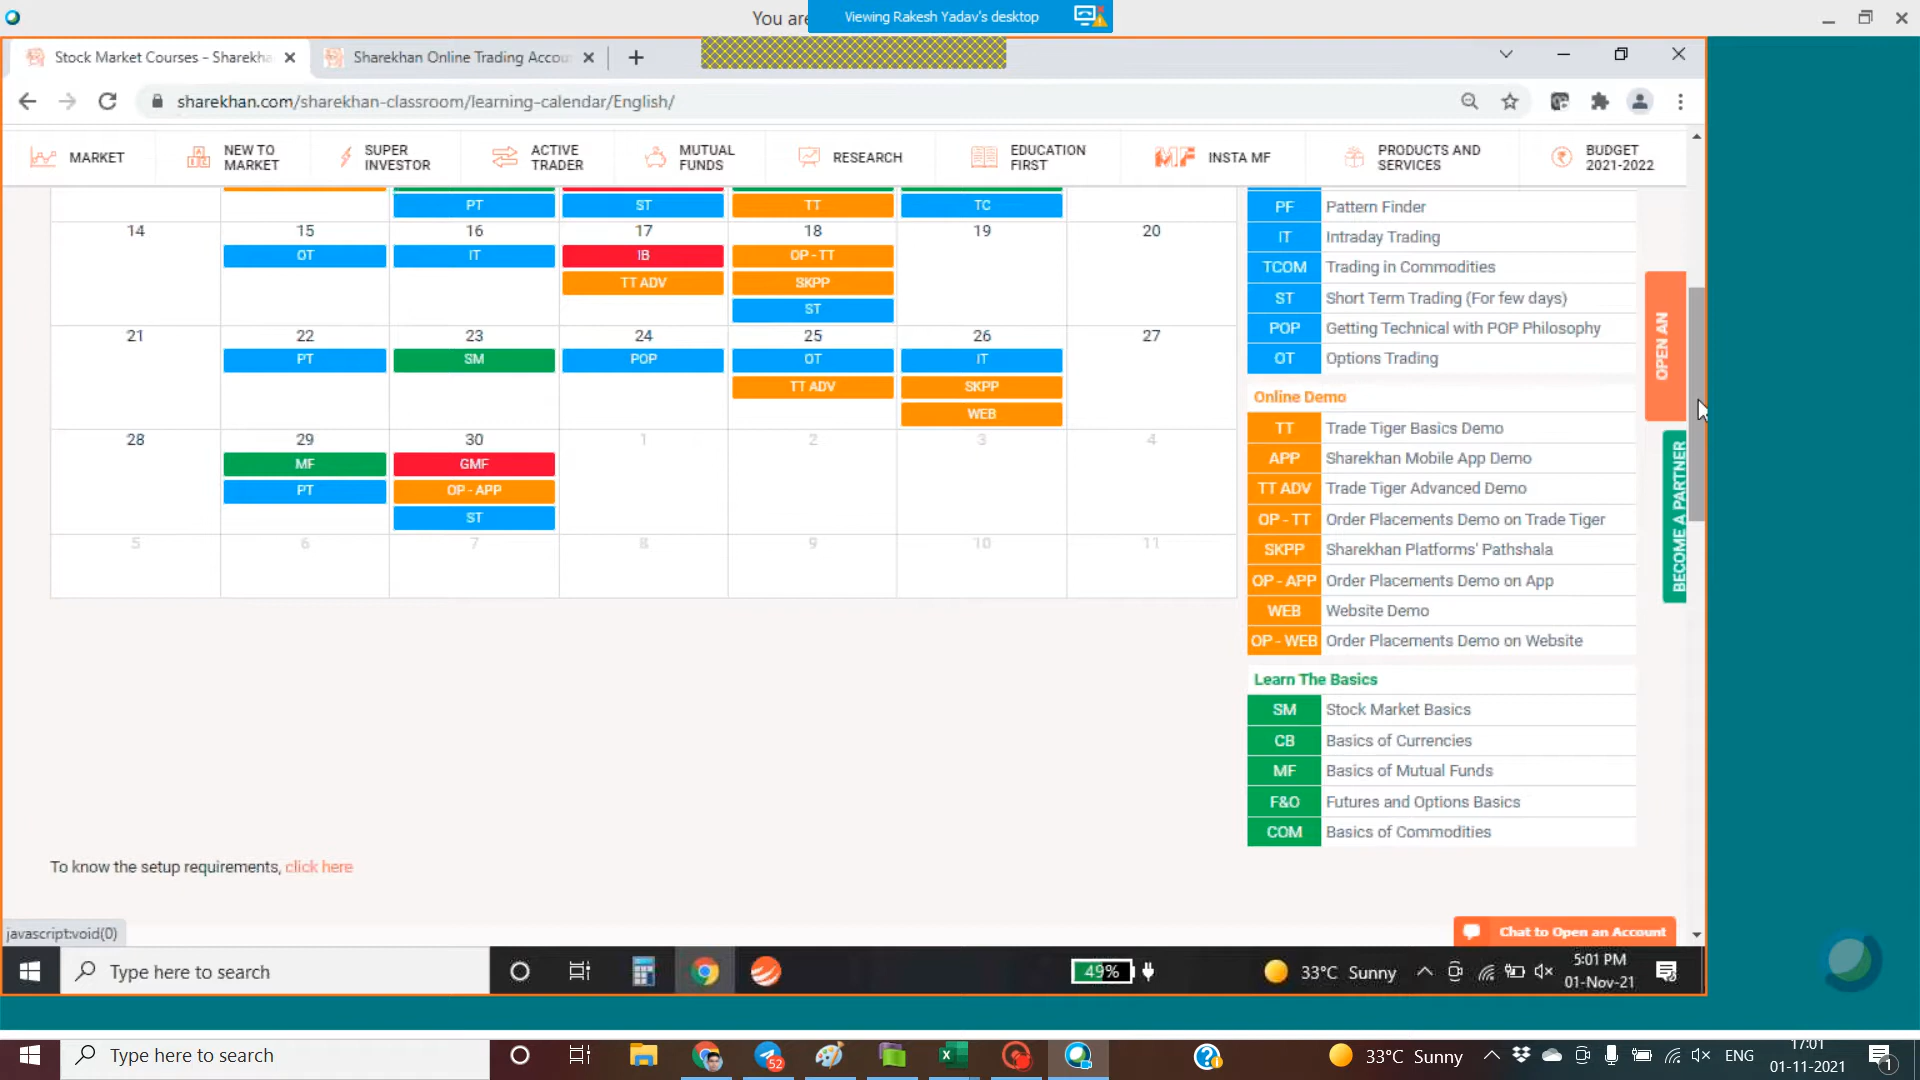 You are
Viewing Rakesh Yadav's desktop
Stock Market Courses – Sharekha
Sharekhan Online Trading Accou
sharekhan.com/sharekhan-classroom/learning-calendar/English/
MARKET
NEW TO MARKET
SUPER INVESTOR
ACTIVE TRADER
MUTUAL FUNDS
RESEARCH
EDUCATION FIRST
INSTA MF
PRODUCTS AND SERVICES
BUDGET 2021-2022
PT ST TT TC
14 15 16 17 18 19 20
OT IT IB OP - TT
TT ADV SKPP
ST
21 22 23 24 25 26 27
PT SM POP OT IT
TT ADV SKPP
WEB
28 29 30 1 2 3 4
MF GMF
PT OP - APP
ST
5 6 7 8 9 10 11
To know the setup requirements, click here
PF Pattern Finder
IT Intraday Trading
TCOM Trading in Commodities
ST Short Term Trading (For few days)
POP Getting Technical with POP Philosophy
OT Options Trading
Online Demo
TT Trade Tiger Basics Demo
APP Sharekhan Mobile App Demo
TT ADV Trade Tiger Advanced Demo
OP - TT Order Placements Demo on Trade Tiger
SKPP Sharekhan Platforms' Pathshala
OP - APP Order Placements Demo on App
WEB Website Demo
OP - WEB Order Placements Demo on Website
Learn The Basics
SM Stock Market Basics
CB Basics of Currencies
MF Basics of Mutual Funds
F&O Futures and Options Basics
COM Basics of Commodities
OPEN AN
BECOME A PARTNER
javascript:void(0)
Chat to Open an Account
Type here to search
49%
33°C Sunny
5:01 PM
01-Nov-21
Type here to search
52
33°C Sunny
ENG
17:01
01-11-2021
1